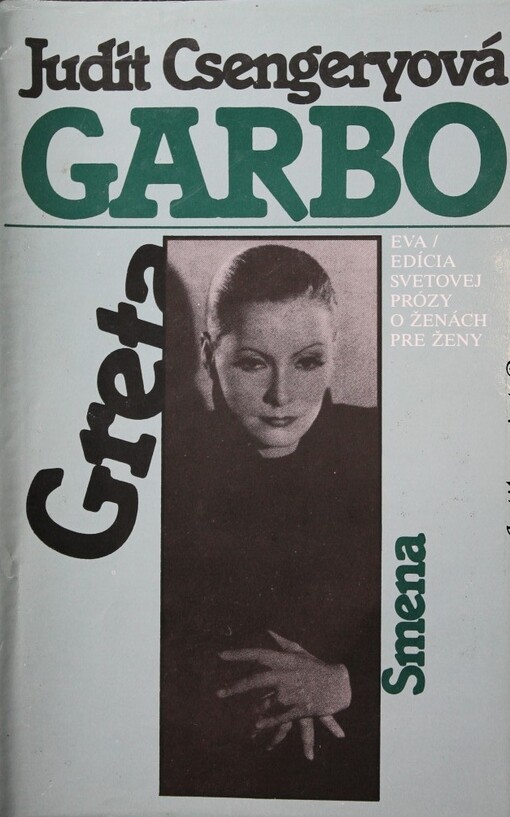 Judit Csengeryová
GARBO
Greta
EVA /
EDÍCIA
SVETOVEJ
PRÓZY
O ŽENÁCH
PRE ŽENY
Smena